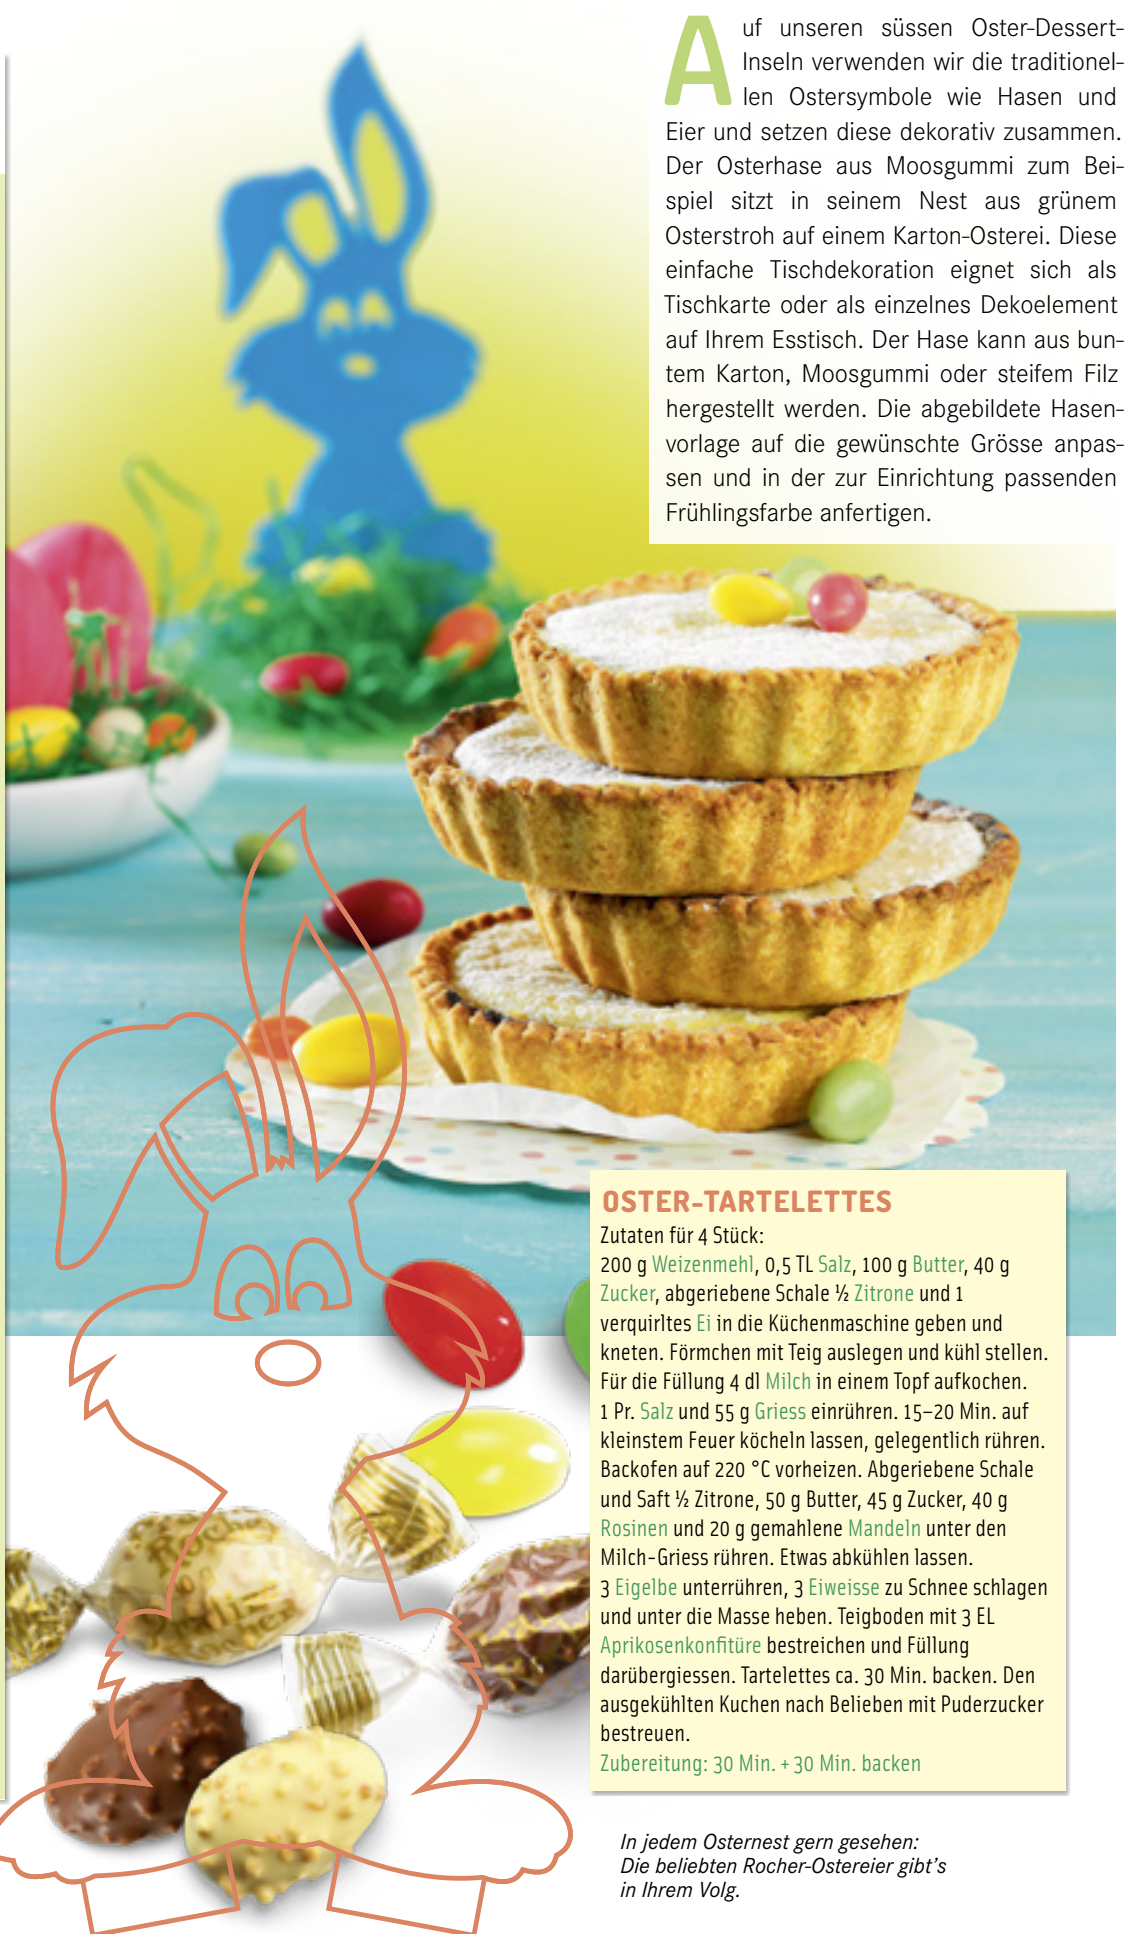 Auf unseren süssen Oster-Dessert-
Inseln verwenden wir die traditionel-
len Ostersymbole wie Hasen und
Eier und setzen diese dekorativ zusammen.
Der Osterhase aus Moosgummi zum Bei-
spiel sitzt in seinem Nest aus grünem
Osterstroh auf einem Karton-Osterei. Diese
einfache Tischdekoration eignet sich als
Tischkarte oder als einzelnes Dekoelement
auf Ihrem Esstisch. Der Hase kann aus bun-
tem Karton, Moosgummi oder steifem Filz
hergestellt werden. Die abgebildete Hasen-
vorlage auf die gewünschte Grösse anpas-
sen und in der zur Einrichtung passenden
Frühlingsfarbe anfertigen.
OSTER-TARTELETTES
Zutaten für 4 Stück:
200 g Weizenmehl, 0,5 TL Salz, 100 g Butter, 40 g
Zucker, abgeriebene Schale ½ Zitrone und 1
verquirltes Ei in die Küchenmaschine geben und
kneten. Förmchen mit Teig auslegen und kühl stellen.
Für die Füllung 4 dl Milch in einem Topf aufkochen.
1 Pr. Salz und 55 g Griess einrühren. 15–20 Min. auf
kleinstem Feuer köcheln lassen, gelegentlich rühren.
Backofen auf 220 °C vorheizen. Abgeriebene Schale
und Saft ½ Zitrone, 50 g Butter, 45 g Zucker, 40 g
Rosinen und 20 g gemahlene Mandeln unter den
Milch-Griess rühren. Etwas abkühlen lassen.
3 Eigelbe unterrühren, 3 Eiweisse zu Schnee schlagen
und unter die Masse heben. Teigboden mit 3 EL
Aprikosenkonfitüre bestreichen und Füllung
darübergiessen. Tartelettes ca. 30 Min. backen. Den
ausgekühlten Kuchen nach Belieben mit Puderzucker
bestreuen.
Zubereitung: 30 Min. + 30 Min. backen
In jedem Osternest gern gesehen:
Die beliebten Rocher-Ostereier gibt's
in Ihrem Volg.